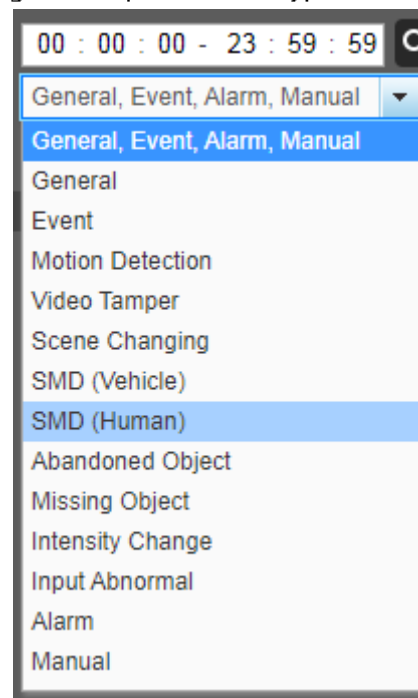 00 : 00 : 00 - 23 : 59 : 59
General, Event, Alarm, Manual
General, Event, Alarm, Manual
General
Event
Motion Detection
Video Tamper
Scene Changing
SMD (Vehicle)
SMD (Human)
Abandoned Object
Missing Object
Intensity Change
Input Abnormal
Alarm
Manual